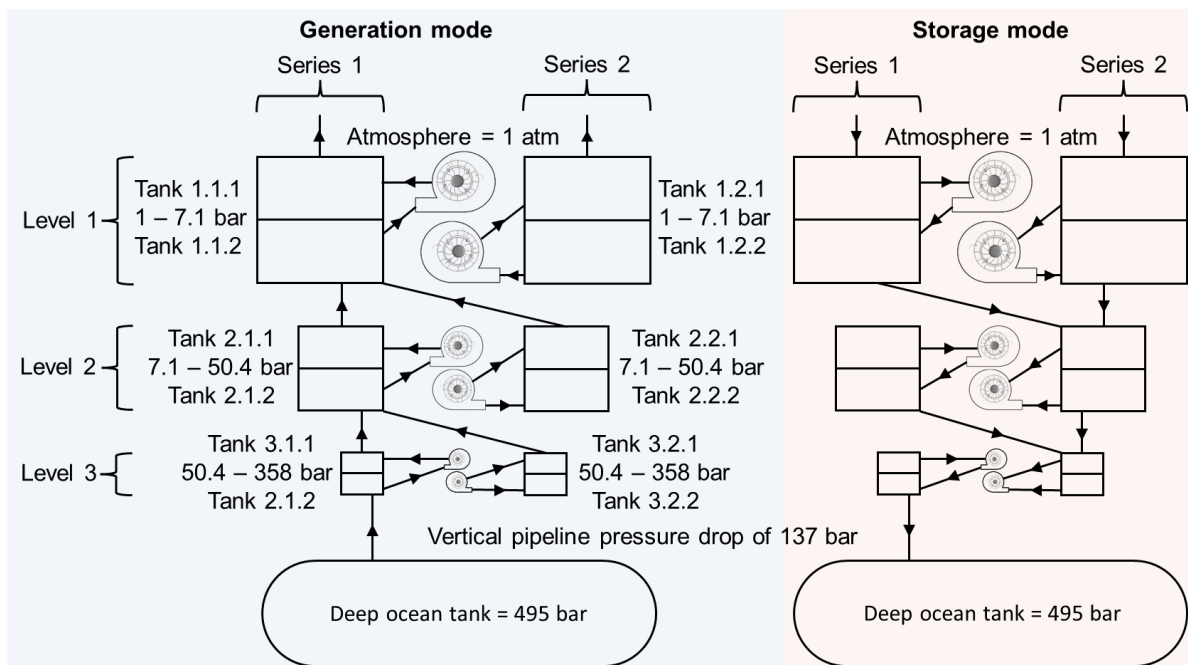 Generation mode
Storage mode
Series 1
Series 2
Series 1
Series 2
Atmosphere = 1 atm
Atmosphere = 1 atm
Level 1
Tank 1.1.1
1 – 7.1 bar
Tank 1.1.2
Tank 1.2.1
1 – 7.1 bar
Tank 1.2.2
Level 2
Tank 2.1.1
7.1 – 50.4 bar
Tank 2.1.2
Tank 2.2.1
7.1 – 50.4 bar
Tank 2.2.2
Level 3
Tank 3.1.1
50.4 – 358 bar
Tank 2.1.2
Tank 3.2.1
50.4 – 358 bar
Tank 3.2.2
Vertical pipeline pressure drop of 137 bar
Deep ocean tank = 495 bar
Deep ocean tank = 495 bar